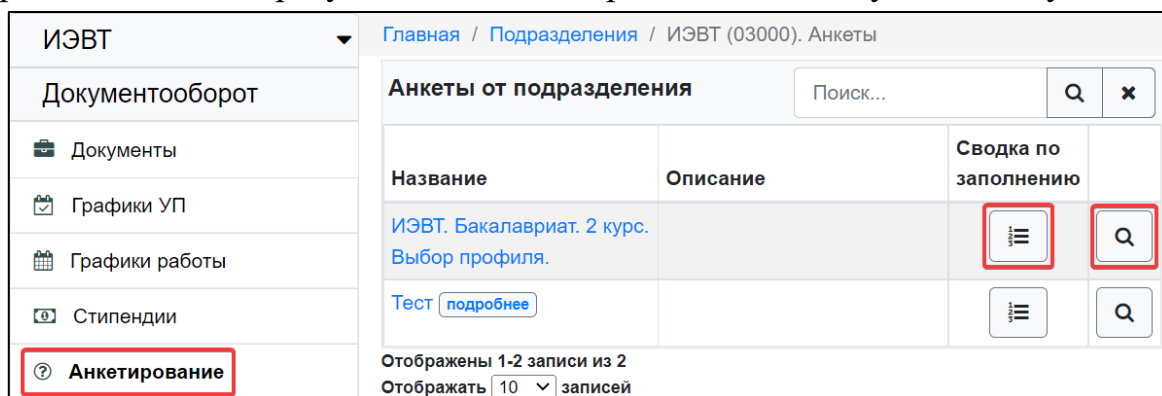 ИЭВТ
Документооборот
Документы
Графики УП
Графики работы
Стипендии
Анкетирование
Главная / Подразделения / ИЭВТ (03000). Анкеты
Анкеты от подразделения
Поиск...
Название Описание Сводка по
заполнению
ИЭВТ. Бакалавриат. 2 курс.
Выбор профиля.
Тест подробнее
Отображены 1-2 записи из 2
Отображать 10 записей